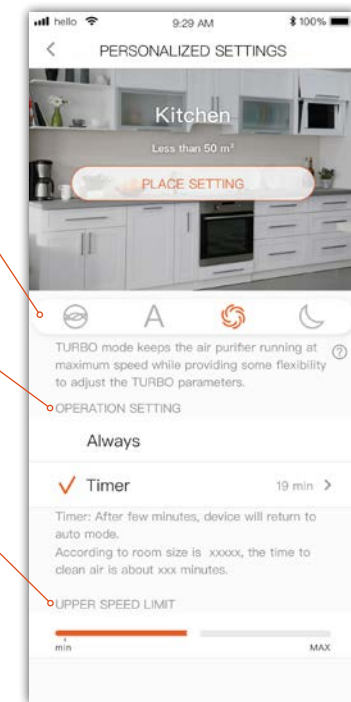 hello 9:29 AM 100%
PERSONALIZED SETTINGS
Kitchen
Less than 50 m²
PLACE SETTING
A
TURBO mode keeps the air purifier running at
maximum speed while providing some flexibility ?
to adjust the TURBO parameters.
OPERATION SETTING
Always
Timer 19 min >
Timer: After few minutes, device will return to
auto mode.
According to room size is xxxxx, the time to
clean air is about xxx minutes.
UPPER SPEED LIMIT
min MAX